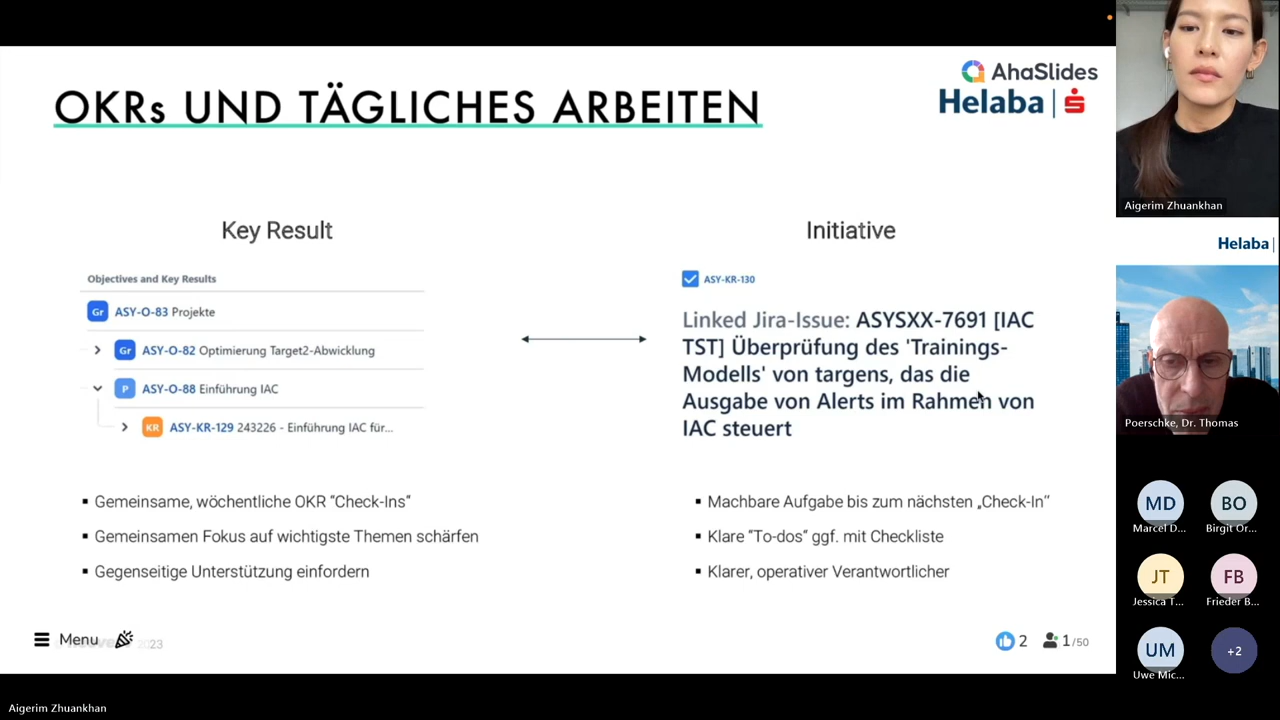 AhaSlides
OKRs UND TÄGLICHES ARBEITEN
Helaba
Key Result
Initiative
Objectives and Key Results
Gr ASY-O-83 Projekte
Gr ASY-O-82 Optimierung Target2-Abwicklung
P ASY-O-88 Einführung IAC
KR ASY-KR-129 243226 - Einführung IAC für...
ASY-KR-130
Linked Jira-Issue: ASYSXX-7691 [IAC
TST] Überprüfung des 'Trainings-
Modells' von targens, das die
Ausgabe von Alerts im Rahmen von
IAC steuert
▪ Gemeinsame, wöchentliche OKR “Check-Ins“
▪ Gemeinsamen Fokus auf wichtigste Themen schärfen
▪ Gegenseitige Unterstützung einfordern
▪ Machbare Aufgabe bis zum nächsten „Check-In“
▪ Klare “To-dos“ ggf. mit Checkliste
▪ Klarer, operativer Verantwortlicher
Menu
23
2
1/50
Aigerim Zhuankhan
Helaba
Poerschke, Dr. Thomas
MD
Marcel D...
BO
Birgit Or...
JT
Jessica T...
FB
Frieder B...
UM
Uwe Mic...
+2
Aigerim Zhuankhan